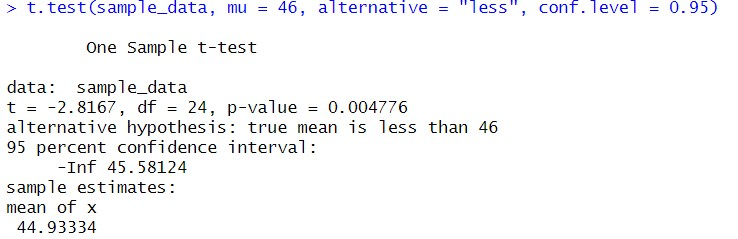 > t.test(sample_data, mu = 46, alternative = "less", conf.level = 0.95)
One Sample t-test
data:  sample_data
t = -2.8167, df = 24, p-value = 0.004776
alternative hypothesis: true mean is less than 46
95 percent confidence interval:
-Inf 45.58124
sample estimates:
mean of x
44.93334